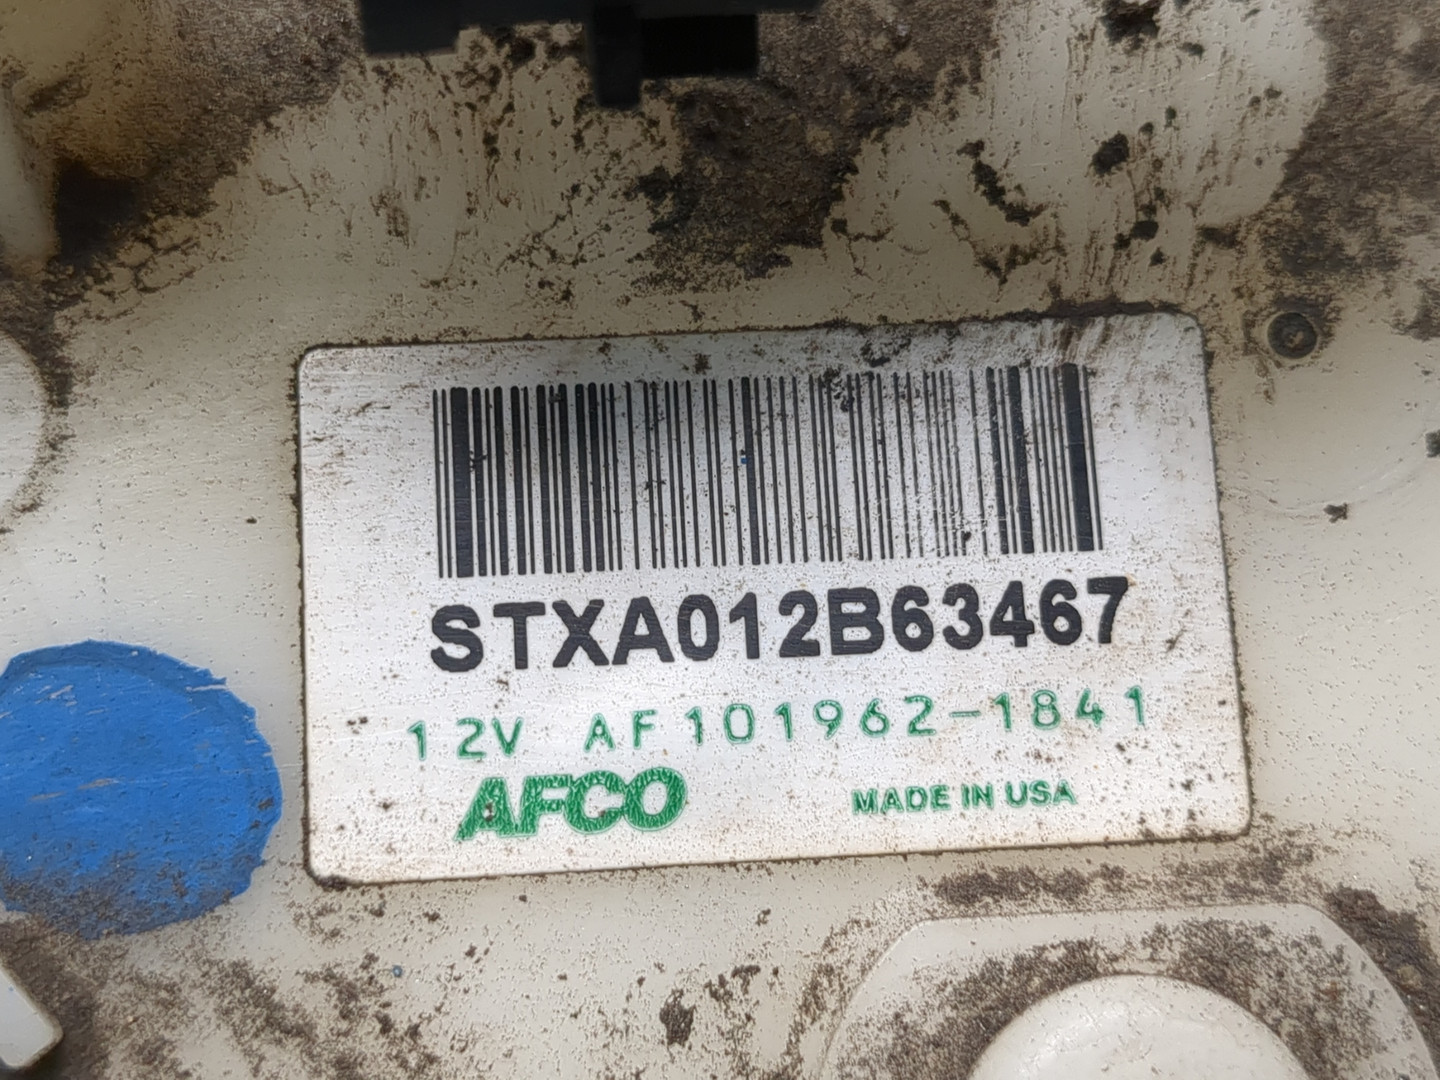 STXA012B63467
12V AF101962-1841
AFCO MADE IN USA